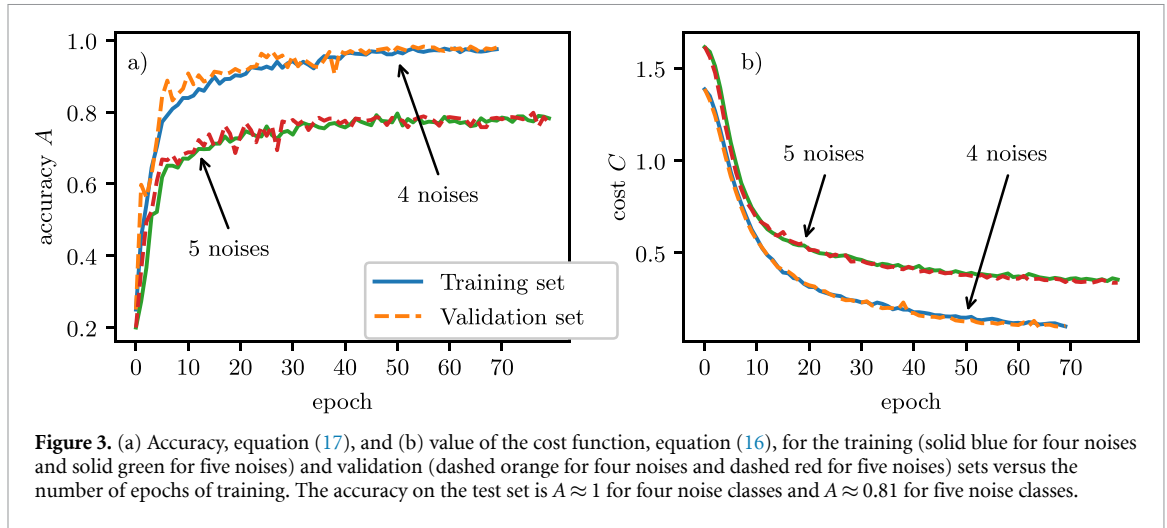 a)
1.0
0.8
0.6
0.4
0.2
accuracy A
4 noises
5 noises
Training set
Validation set
0 10 20 30 40 50 60 70
epoch
b)
1.5
1.0
0.5
cost C
5 noises 4 noises
0 10 20 30 40 50 60 70
epoch
Figure 3. (a) Accuracy, equation (17), and (b) value of the cost function, equation (16), for the training (solid blue for four noises
and solid green for five noises) and validation (dashed orange for four noises and dashed red for five noises) sets versus the
number of epochs of training. The accuracy on the test set is A ≈ 1 for four noise classes and A ≈ 0.81 for five noise classes.